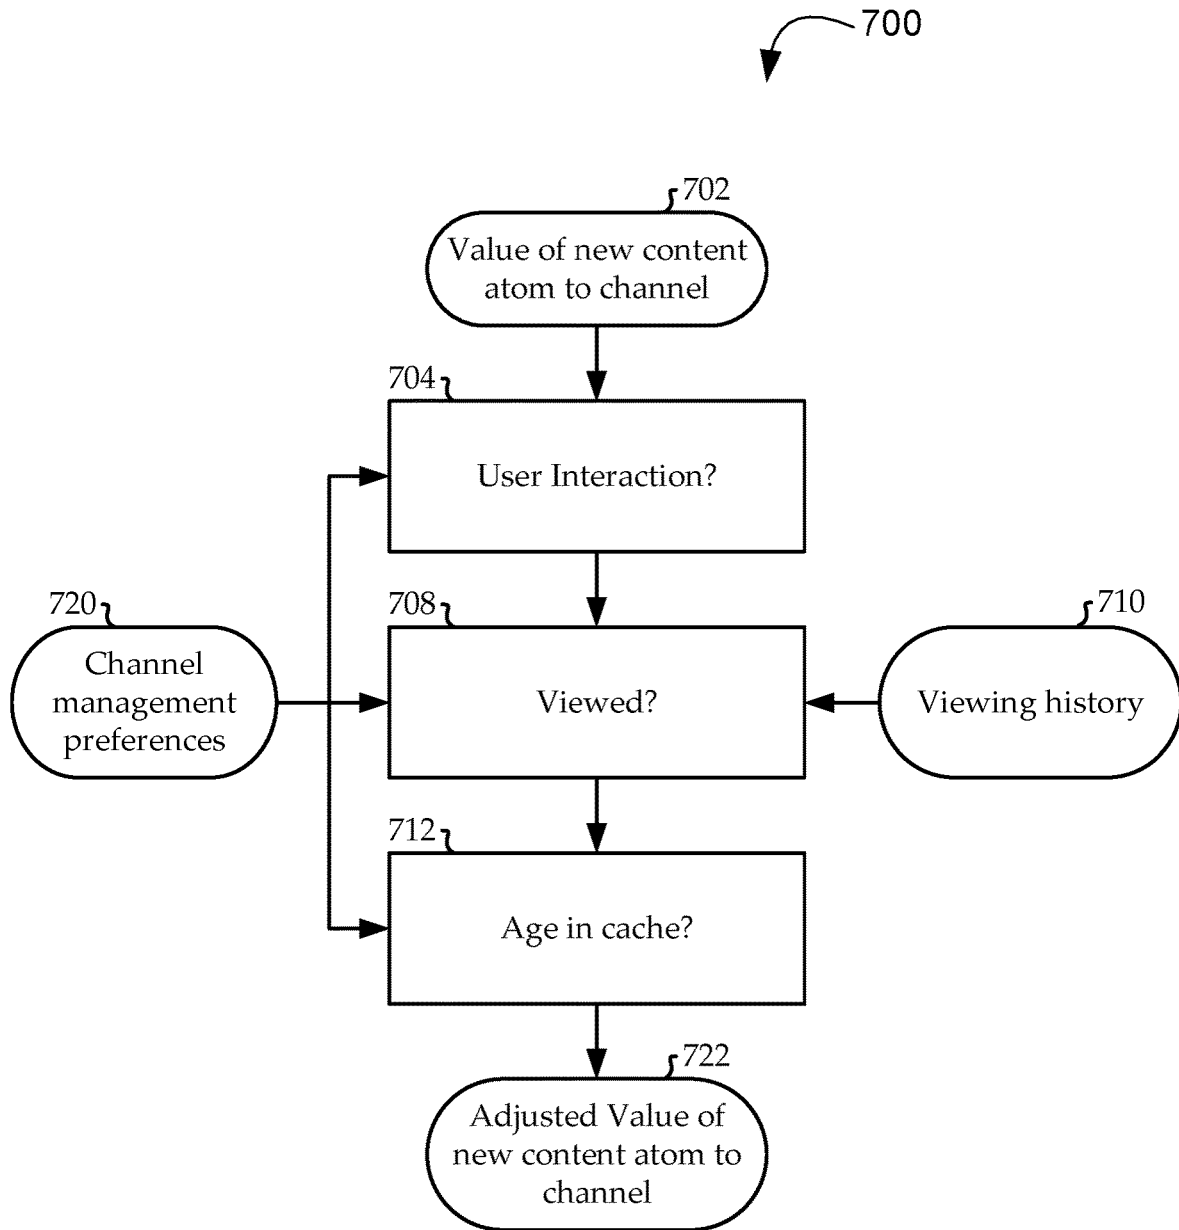 700
702
Value of new content
atom to channel
704
User Interaction?
720
Channel
management
preferences
708
Viewed?
710
Viewing history
712
Age in cache?
722
Adjusted Value of
new content atom to
channel